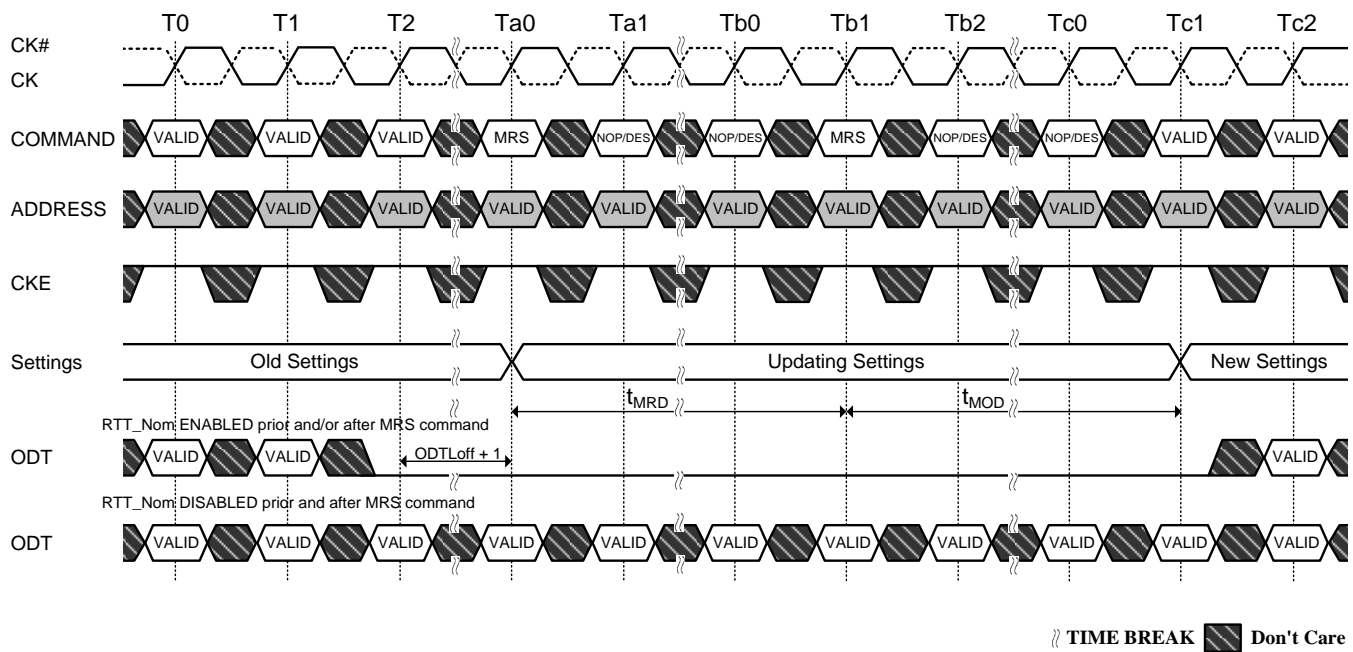 T0 T1 T2 Ta0 Ta1 Tb0 Tb1 Tb2 Tc0 Tc1 Tc2
CK#
CK
COMMAND VALID VALID VALID MRS NOP/DES NOP/DES MRS NOP/DES NOP/DES VALID VALID
ADDRESS VALID VALID VALID VALID VALID VALID VALID VALID VALID VALID VALID
CKE
Settings Old Settings Updating Settings New Settings
tMRD tMOD
RTT_Nom ENABLED prior and/or after MRS command
ODT VALID VALID ODTLoff + 1 VALID
RTT_Nom DISABLED prior and after MRS command
ODT VALID VALID VALID VALID VALID VALID VALID VALID VALID VALID VALID
TIME BREAK Don't Care